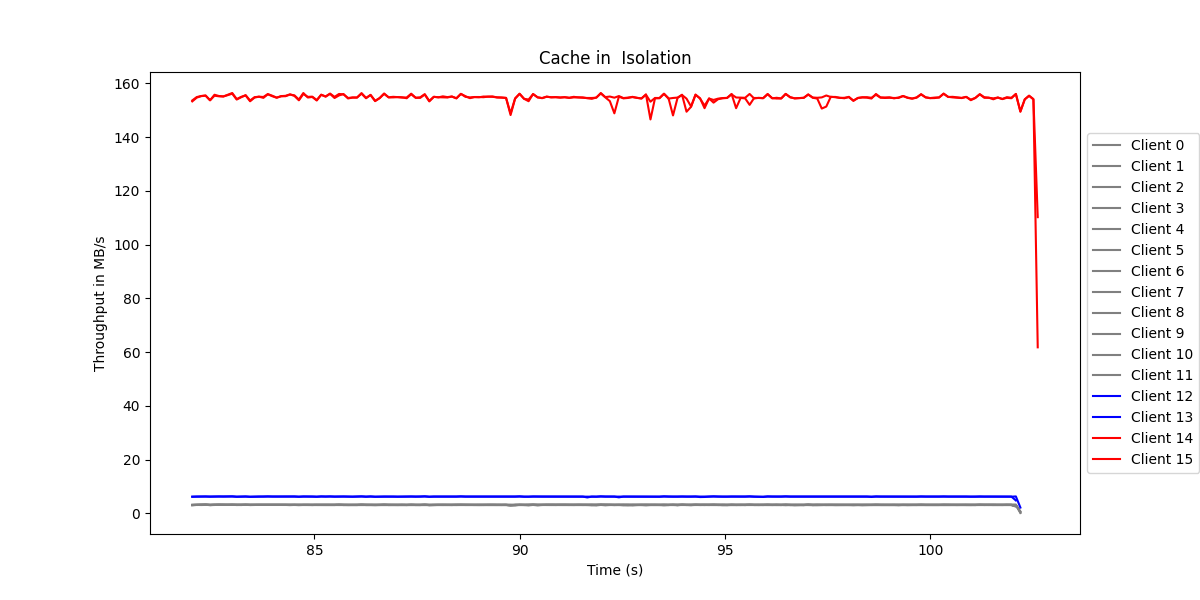 Cache in  Isolation
Throughput in MB/s
160
140
120
100
80
60
40
20
0
85
90
95
100
Time (s)
Client 0
Client 1
Client 2
Client 3
Client 4
Client 5
Client 6
Client 7
Client 8
Client 9
Client 10
Client 11
Client 12
Client 13
Client 14
Client 15